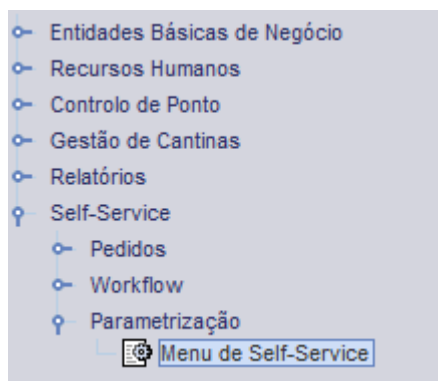 Entidades Básicas de Negócio
Recursos Humanos
Controlo de Ponto
Gestão de Cantinas
Relatórios
Self-Service
Pedidos
Workflow
Parametrização
Menu de Self-Service